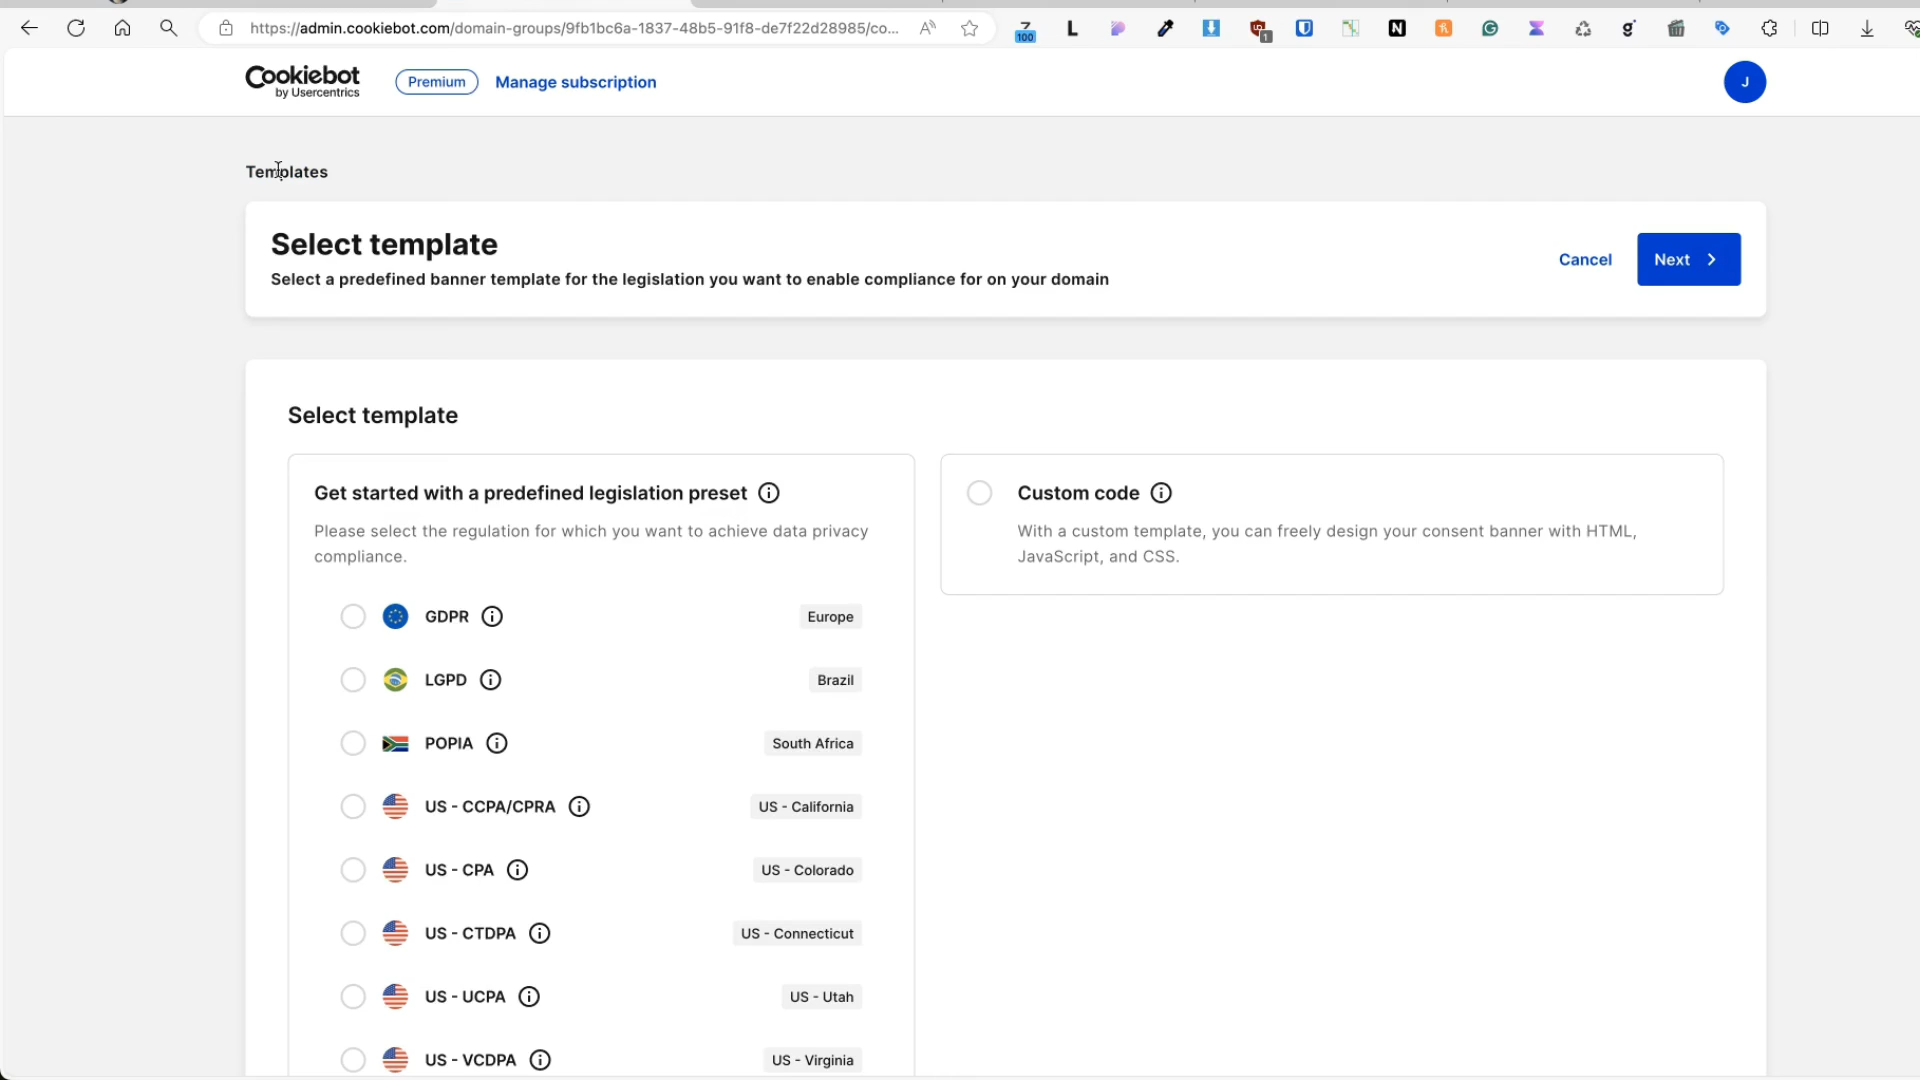 https://admin.cookiebot.com/domain-groups/9fb1bc6a-1837-48b5-91f8-de7f22d28985/co...
100
L
1
N
g
Cookiebot
by Usercentrics
Premium
Manage subscription
J
Templates
Select template
Select a predefined banner template for the legislation you want to enable compliance for on your domain
Cancel
Next
Select template
Get started with a predefined legislation preset
Please select the regulation for which you want to achieve data privacy
compliance.
GDPR
Europe
LGPD
Brazil
POPIA
South Africa
US - CCPA/CPRA
US - California
US - CPA
US - Colorado
US - CTDPA
US - Connecticut
US - UCPA
US - Utah
US - VCDPA
US - Virginia
Custom code
With a custom template, you can freely design your consent banner with HTML,
JavaScript, and CSS.